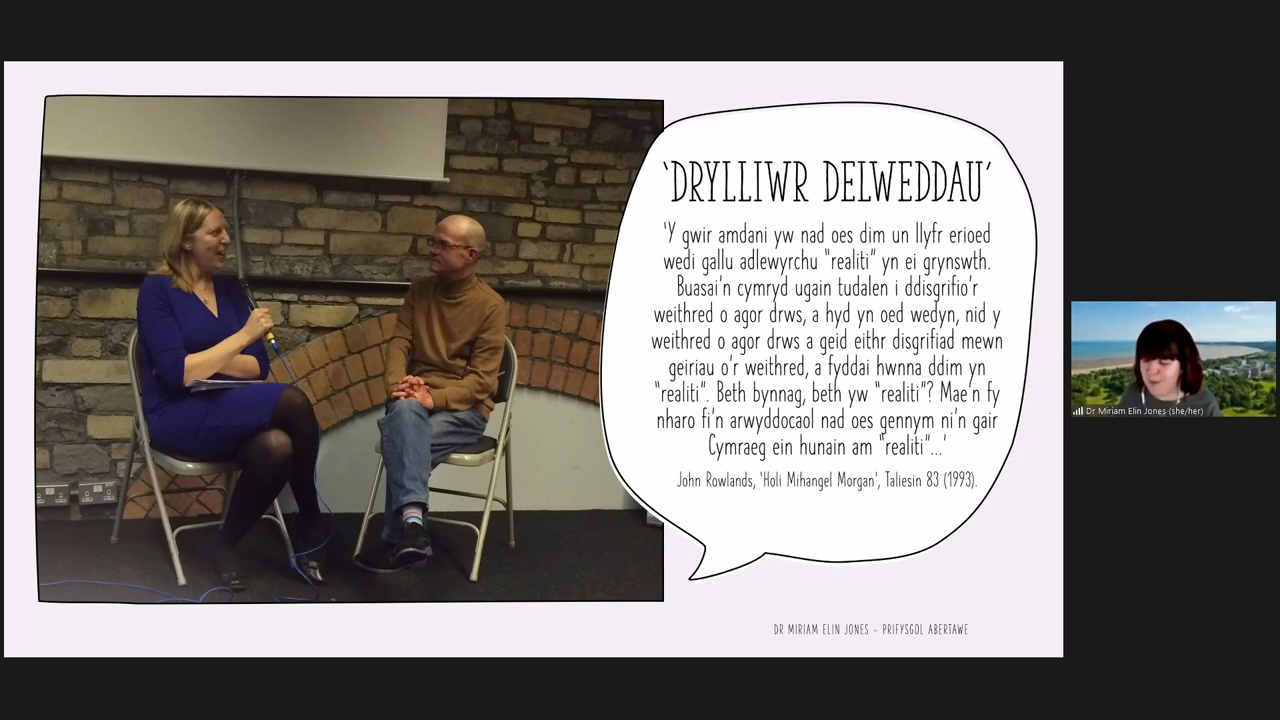 'DRYLLIWR DELWEDDAU'
'Y gwir amdani yw nad oes dim un llyfr erioed
wedi gallu adlewyrchu "realiti" yn ei grynswth.
Buasai'n cymryd ugain tudalen i ddisgrifio'r
weithred o agor drws, a hyd yn oed wedyn, nid y
weithred o agor drws a geid eithr disgrifiad mewn
geiriau o'r weithred, a fyddai hwnna ddim yn
"realiti". Beth bynnag, beth yw "realiti"? Mae'n fy
nharo fi'n arwyddocaol nad oes gennym ni'n gair
Cymraeg ein hunain am "realiti"...'
John Rowlands, 'Holi Mihangel Morgan', Taliesin 83 (1993).
DR MIRIAM ELIN JONES - PRIFYSGOL ABERTAWE
Dr Miriam Elin Jones (she/her)